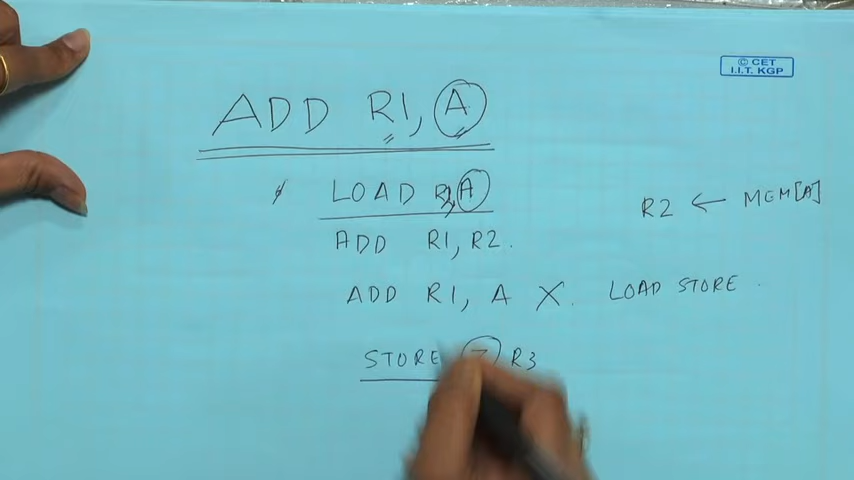 © CET
I.I.T. KGP
ADD R1, A
LOAD R2, A
R2 ← MEM[A]
ADD R1, R2.
ADD R1, A X. LOAD STORE.
STORE R3